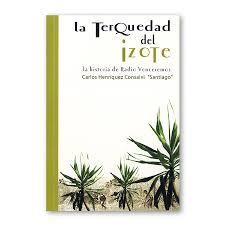 la TerQuedad
del
izote
la historia de Radio Venceremos
Carlos Henríquez Consalvi "Santiago"